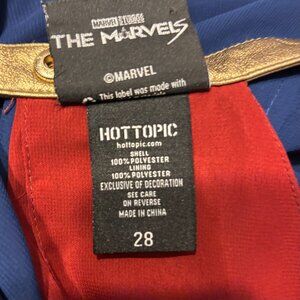 MARVEL STUDIOS
THE MARVELS
©MARVEL
This label was made with
HOTTOPIC
hottopic.com
SHELL
100% POLYESTER
LINING
100% POLYESTER
EXCLUSIVE OF DECORATION
SEE CARE
ON REVERSE
MADE IN CHINA
28